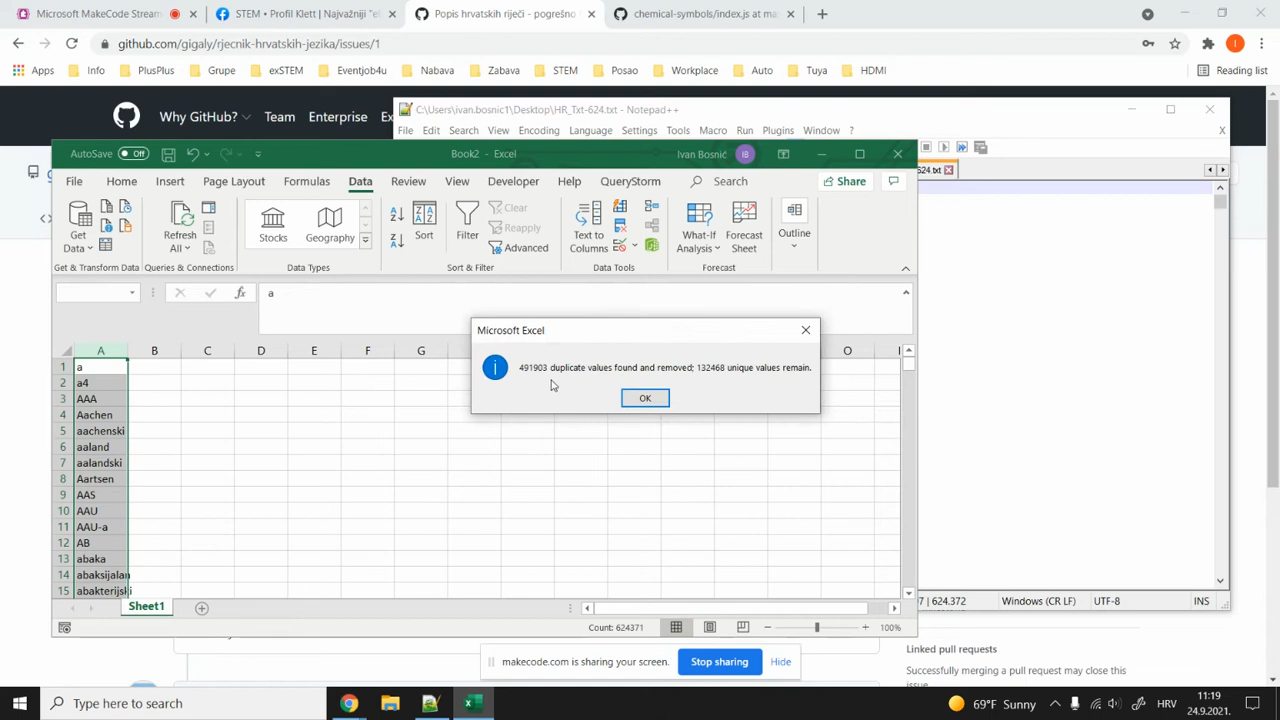 Microsoft MakeCode Stream
STEM • Profil Klett | Najvažniji "el
Popis hrvatskih riječi - pogrešno
chemical-symbols/index.js at ma
github.com/gigaly/rjecnik-hrvatskih-jezika/issues/1
Apps
Info
PlusPlus
Grupe
exSTEM
Eventjob4u
Nabava
Zabava
STEM
Posao
Workplace
Auto
Tuya
HDMI
Reading list
Why GitHub?
Team
Enterprise
C:\Users\ivan.bosnic1\Desktop\HR_Txt-624.txt - Notepad++
File Edit Search View Encoding Language Settings Tools Macro Run Plugins Window ?
X
624.txt
AutoSave Off
Book2 - Excel
Ivan Bosnić
IB
File Home Insert Page Layout Formulas Data Review View Developer Help QueryStorm Search Share
Get Data
Refresh All
Stocks
Geography
Sort
Filter
Clear
Reapply
Advanced
Text to Columns
What-If Analysis
Forecast Sheet
Outline
Get & Transform Data
Queries & Connections
Data Types
Sort & Filter
Data Tools
Forecast
fx
a
A B C D E F G O
Microsoft Excel
491903 duplicate values found and removed; 132468 unique values remain.
OK
1 a
2 a4
3 AAA
4 Aachen
5 aachenski
6 aaland
7 aalandski
8 Aartsen
9 AAS
10 AAU
11 AAU-a
12 AB
13 abaka
14 abaksijalan
15 abakterijski
Sheet1
Count: 624371
100%
7 | 624.372
Windows (CR LF)
UTF-8
INS
Linked pull requests
Successfully merging a pull request may close this
issue.
makecode.com is sharing your screen.
Stop sharing
Hide
Type here to search
69°F Sunny
HRV
11:19
24.9.2021.